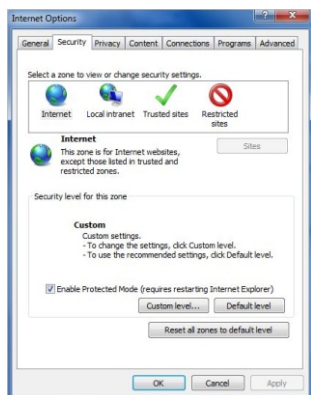 Internet Options
General Security Privacy Content Connections Programs Advanced
Select a zone to view or change security settings.
Internet Local intranet Trusted sites Restricted sites
Internet
This zone is for Internet websites,
except those listed in trusted and
restricted zones.
Sites
Security level for this zone
Custom
Custom settings.
- To change the settings, click Custom level.
- To use the recommended settings, click Default level.
Enable Protected Mode (requires restarting Internet Explorer)
Custom level... Default level
Reset all zones to default level
OK Cancel Apply